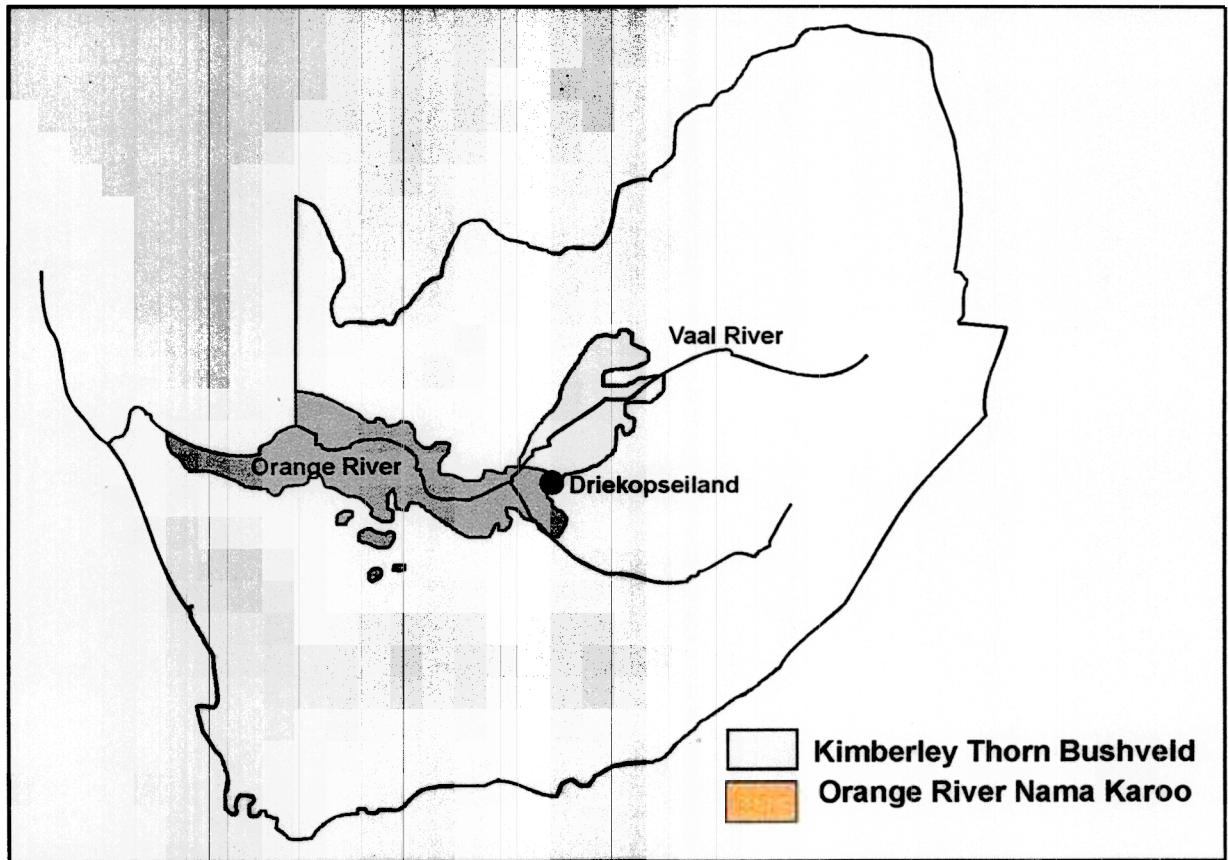 Vaal River
Orange River
Driekopseiland
Kimberley Thorn Bushveld
Orange River Nama Karoo